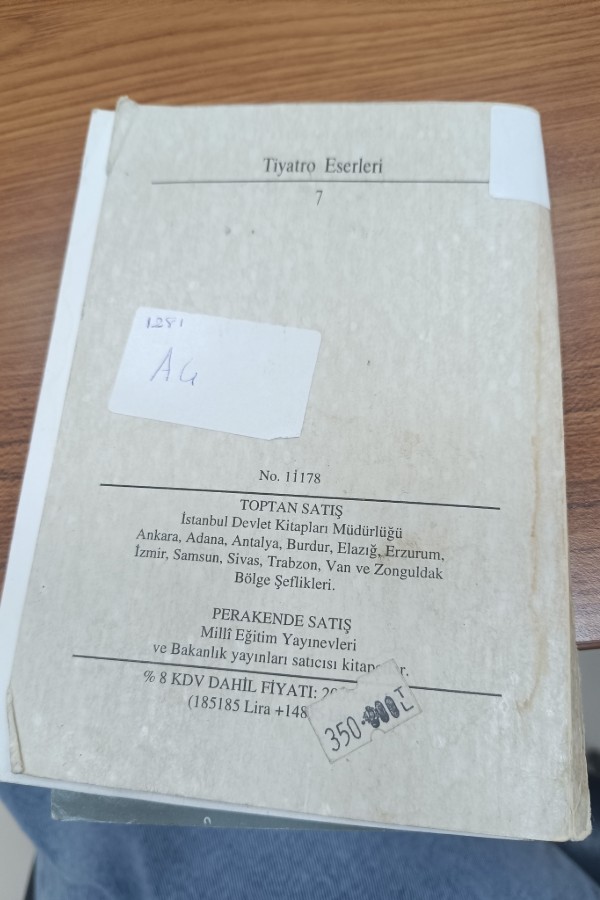 Tiyatro Eserleri
7
1281
A4
No. 11178
TOPTAN SATIŞ
İstanbul Devlet Kitapları Müdürlüğü
Ankara, Adana, Antalya, Burdur, Elazığ, Erzurum,
İzmir, Samsun, Sivas, Trabzon, Van ve Zonguldak
Bölge Şeflikleri.
PERAKENDE SATIŞ
Millî Eğitim Yayınevleri
ve Bakanlık yayınları satıcısı
% 8 KDV DAHİL FİYATI:
(185185 Lira +148
350.000 TL